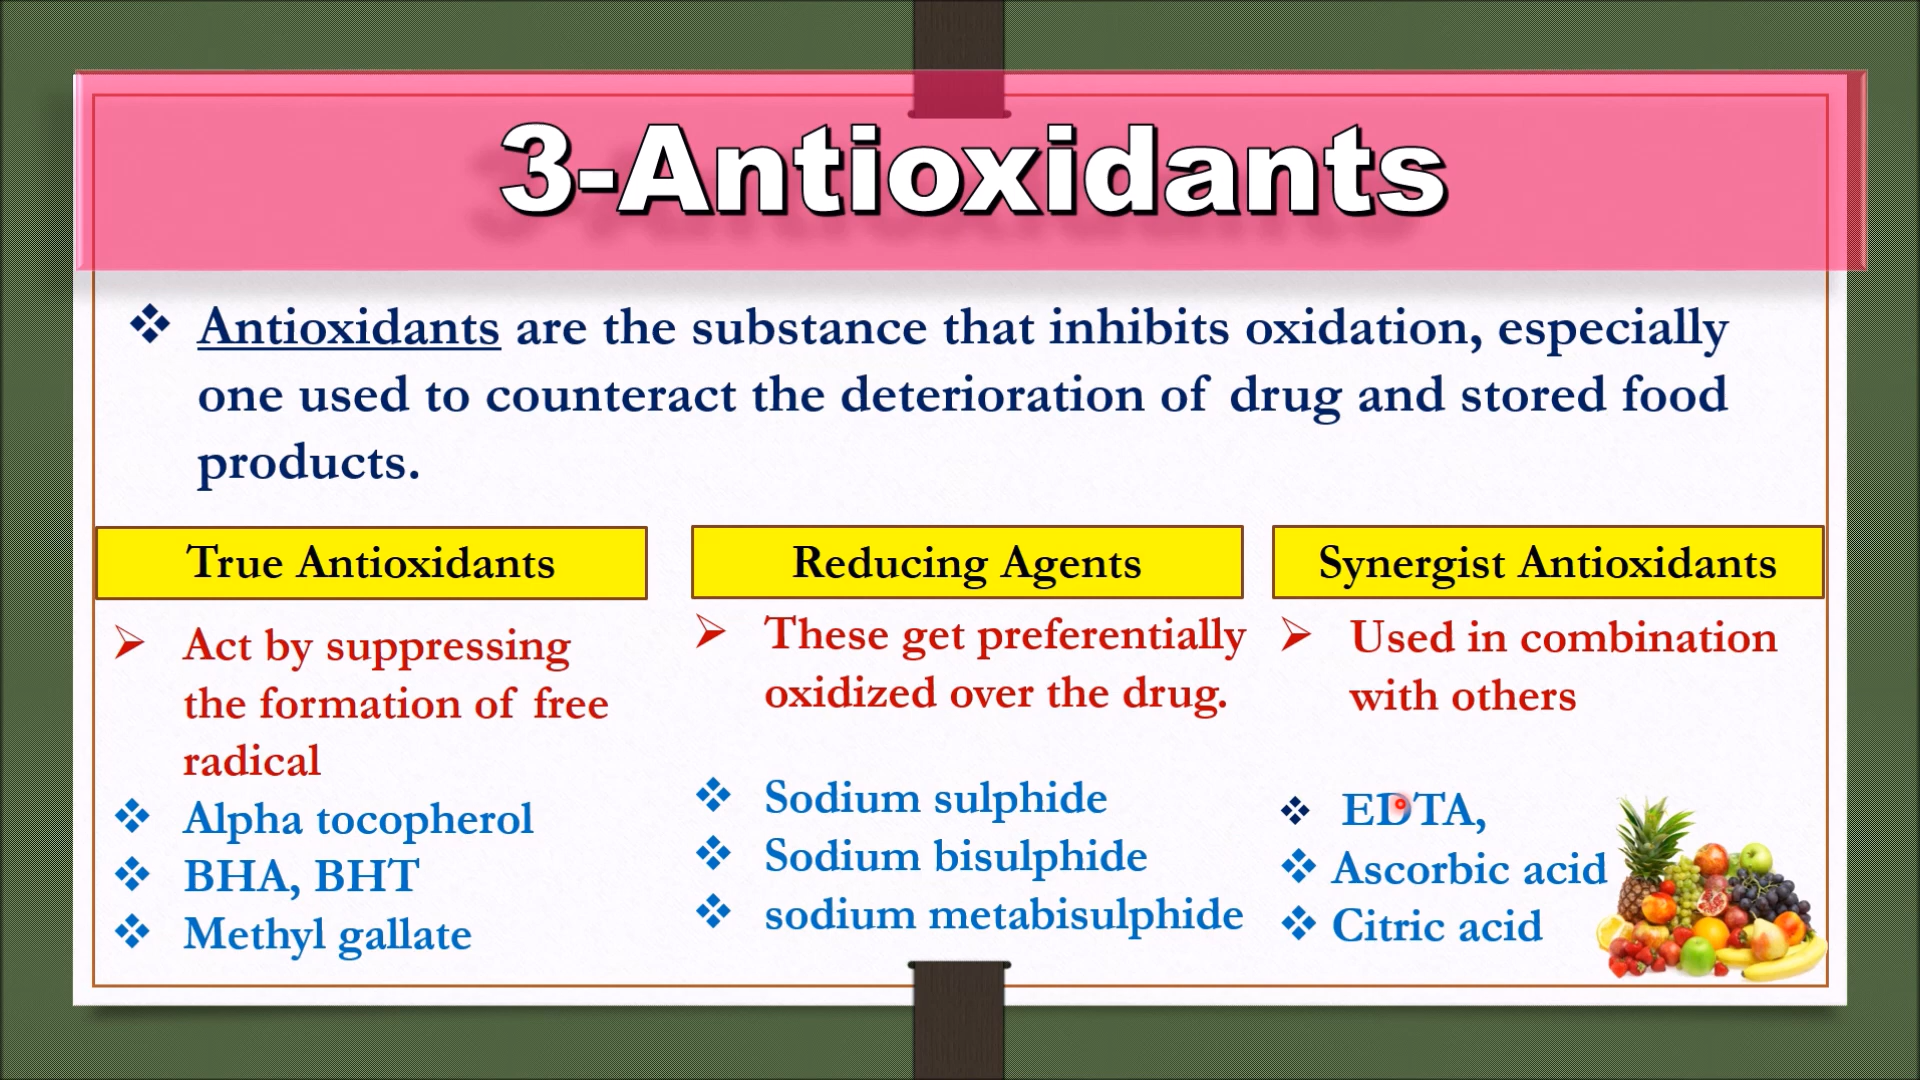 3-Antioxidants
Antioxidants are the substance that inhibits oxidation, especially
one used to counteract the deterioration of drug and stored food
products.
True Antioxidants
Act by suppressing
the formation of free
radical
Alpha tocopherol
BHA, BHT
Methyl gallate
Reducing Agents
These get preferentially
oxidized over the drug.
Sodium sulphide
Sodium bisulphide
sodium metabisulphide
Synergist Antioxidants
Used in combination
with others
EDTA,
Ascorbic acid
Citric acid